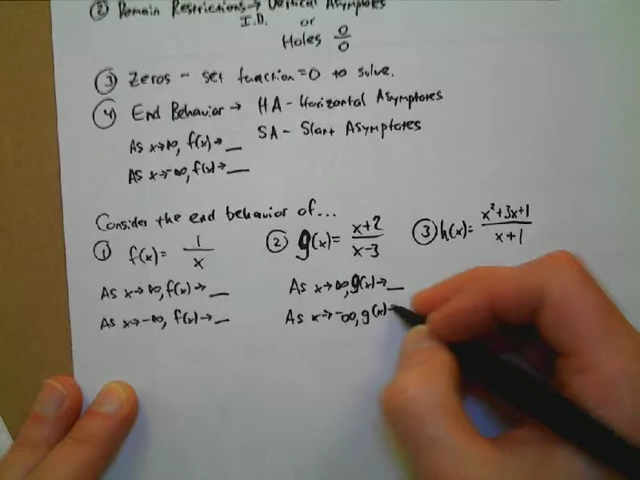 ② Domain Restrictions → Vertical Asymptotes
I.D. or
Holes 0/0
③ Zeros - set function=0 to solve.
④ End Behavior → HA - Horizontal Asymptotes
SA - Slant Asymptotes
As x→∞, f(x)→__
As x→-∞, f(x)→__
Consider the end behavior of...
① f(x)= 1/x ② g(x)= x+2/x-3 ③ h(x)= x²+3x+1/x+1
As x→∞, f(x)→__ As x→∞, g(x)→__
As x→-∞, f(x)→__ As x→-∞, g(x)→